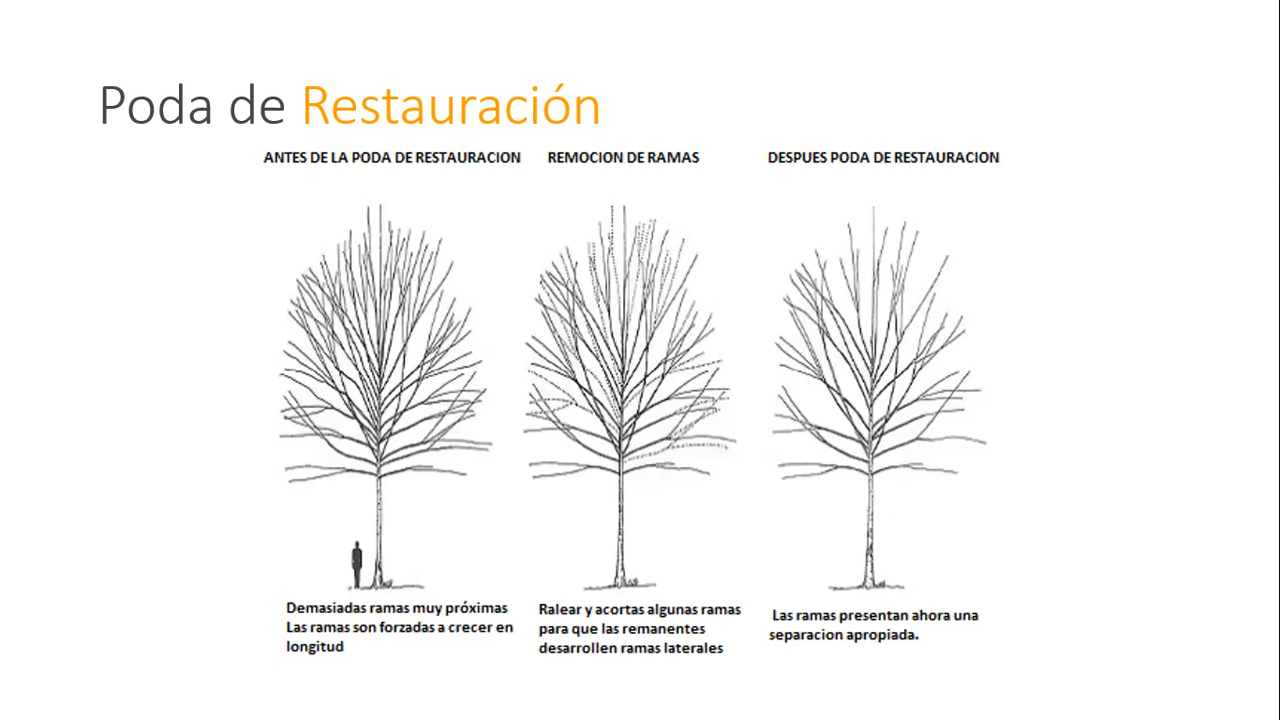 Poda de Restauración
ANTES DE LA PODA DE RESTAURACION
REMOCION DE RAMAS
DESPUES PODA DE RESTAURACION
Demasiadas ramas muy próximas
Las ramas son forzadas a crecer en
longitud
Ralear y acortas algunas ramas
para que las remanentes
desarrollen ramas laterales
Las ramas presentan ahora una
separacion apropiada.